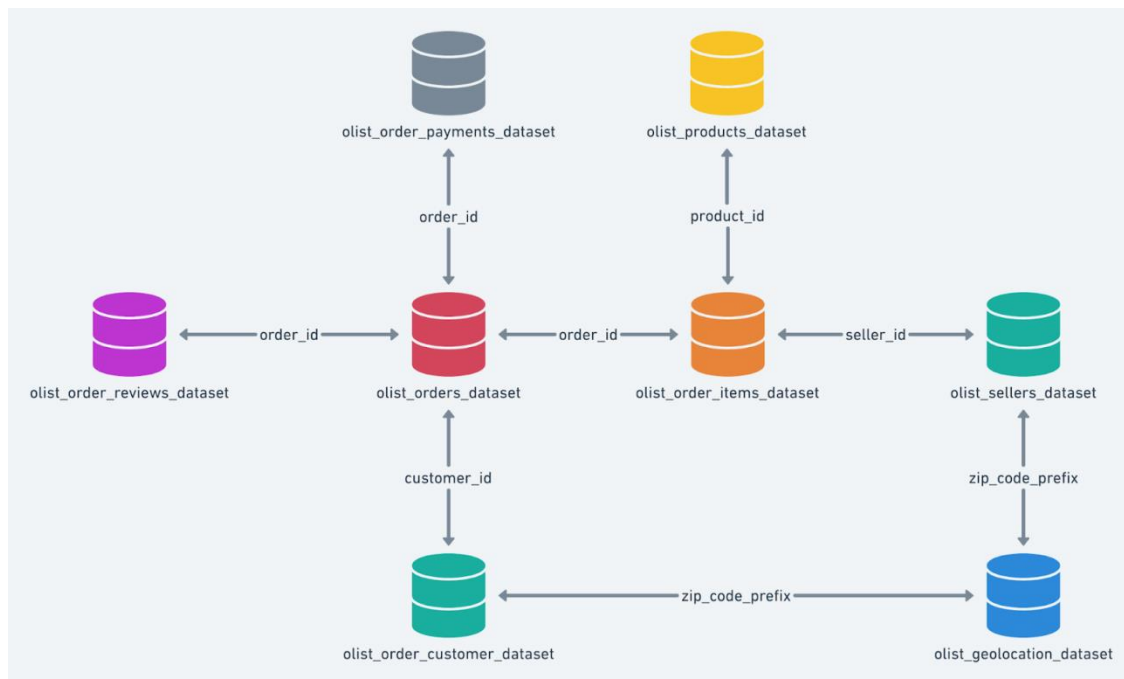 olist_order_payments_dataset
olist_products_dataset
order_id
product_id
order_id
order_id
seller_id
olist_order_reviews_dataset
olist_orders_dataset
olist_order_items_dataset
olist_sellers_dataset
customer_id
zip_code_prefix
zip_code_prefix
olist_order_customer_dataset
olist_geolocation_dataset